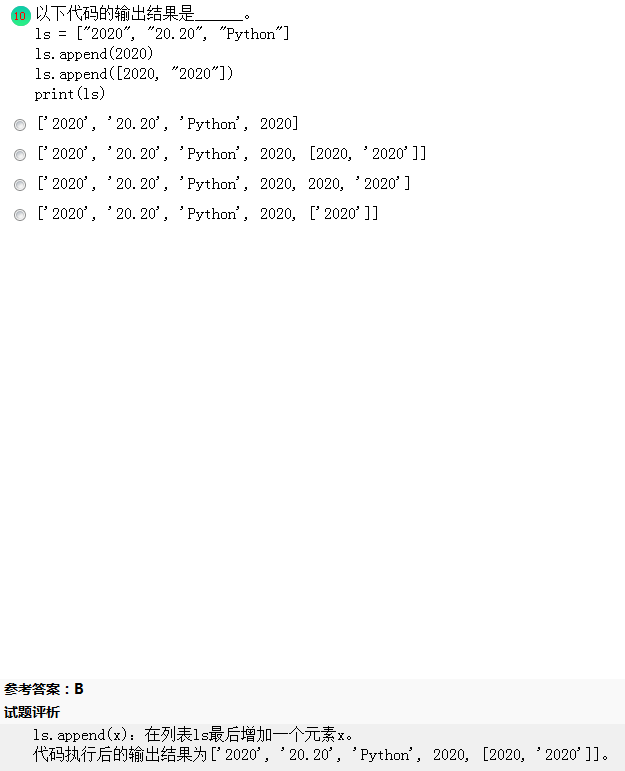 10 以下代码的输出结果是______。
ls = ["2020", "20.20", "Python"]
ls.append(2020)
ls.append([2020, "2020"])
print(ls)
['2020', '20.20', 'Python', 2020]
['2020', '20.20', 'Python', 2020, [2020, '2020']]
['2020', '20.20', 'Python', 2020, 2020, '2020']
['2020', '20.20', 'Python', 2020, ['2020']]
参考答案：B
试题评析
ls.append(x)：在列表ls最后增加一个元素x。
代码执行后的输出结果为['2020', '20.20', 'Python', 2020, [2020, '2020']]。